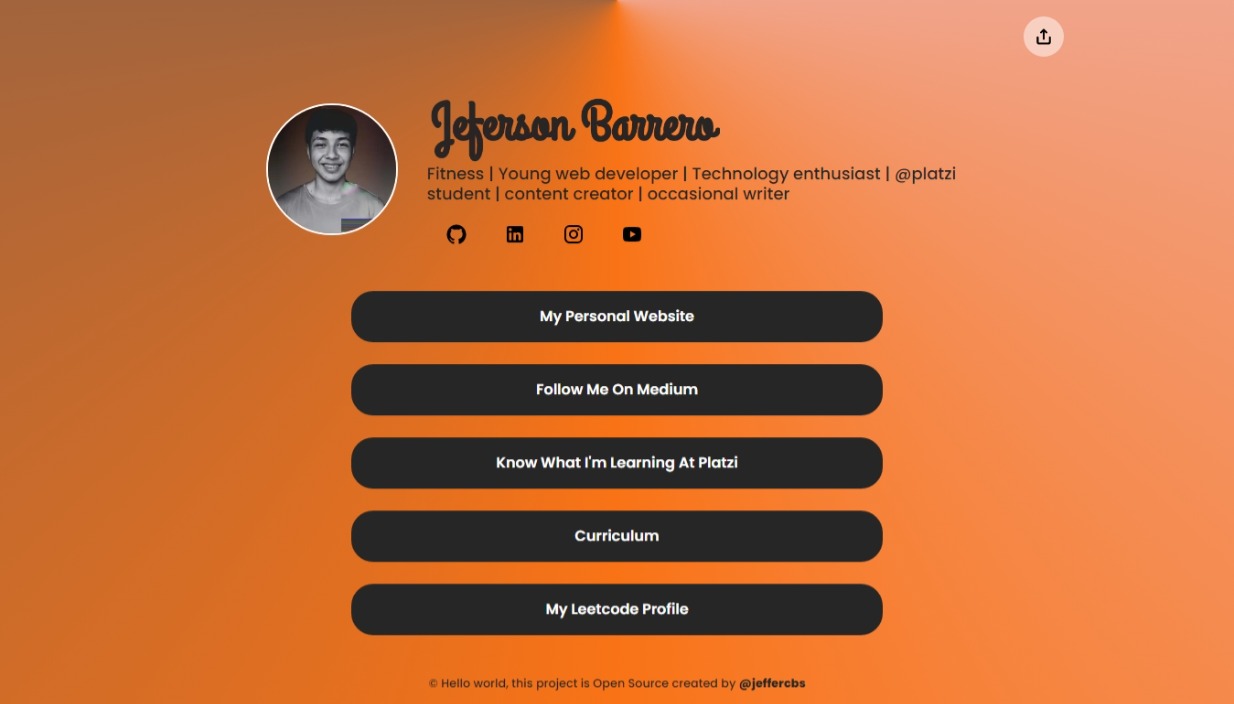 Jeferson Barrero
Fitness | Young web developer | Technology enthusiast | @platzi
student | content creator | occasional writer
My Personal Website
Follow Me On Medium
Know What I'm Learning At Platzi
Curriculum
My Leetcode Profile
© Hello world, this project is Open Source created by @jeffercbs